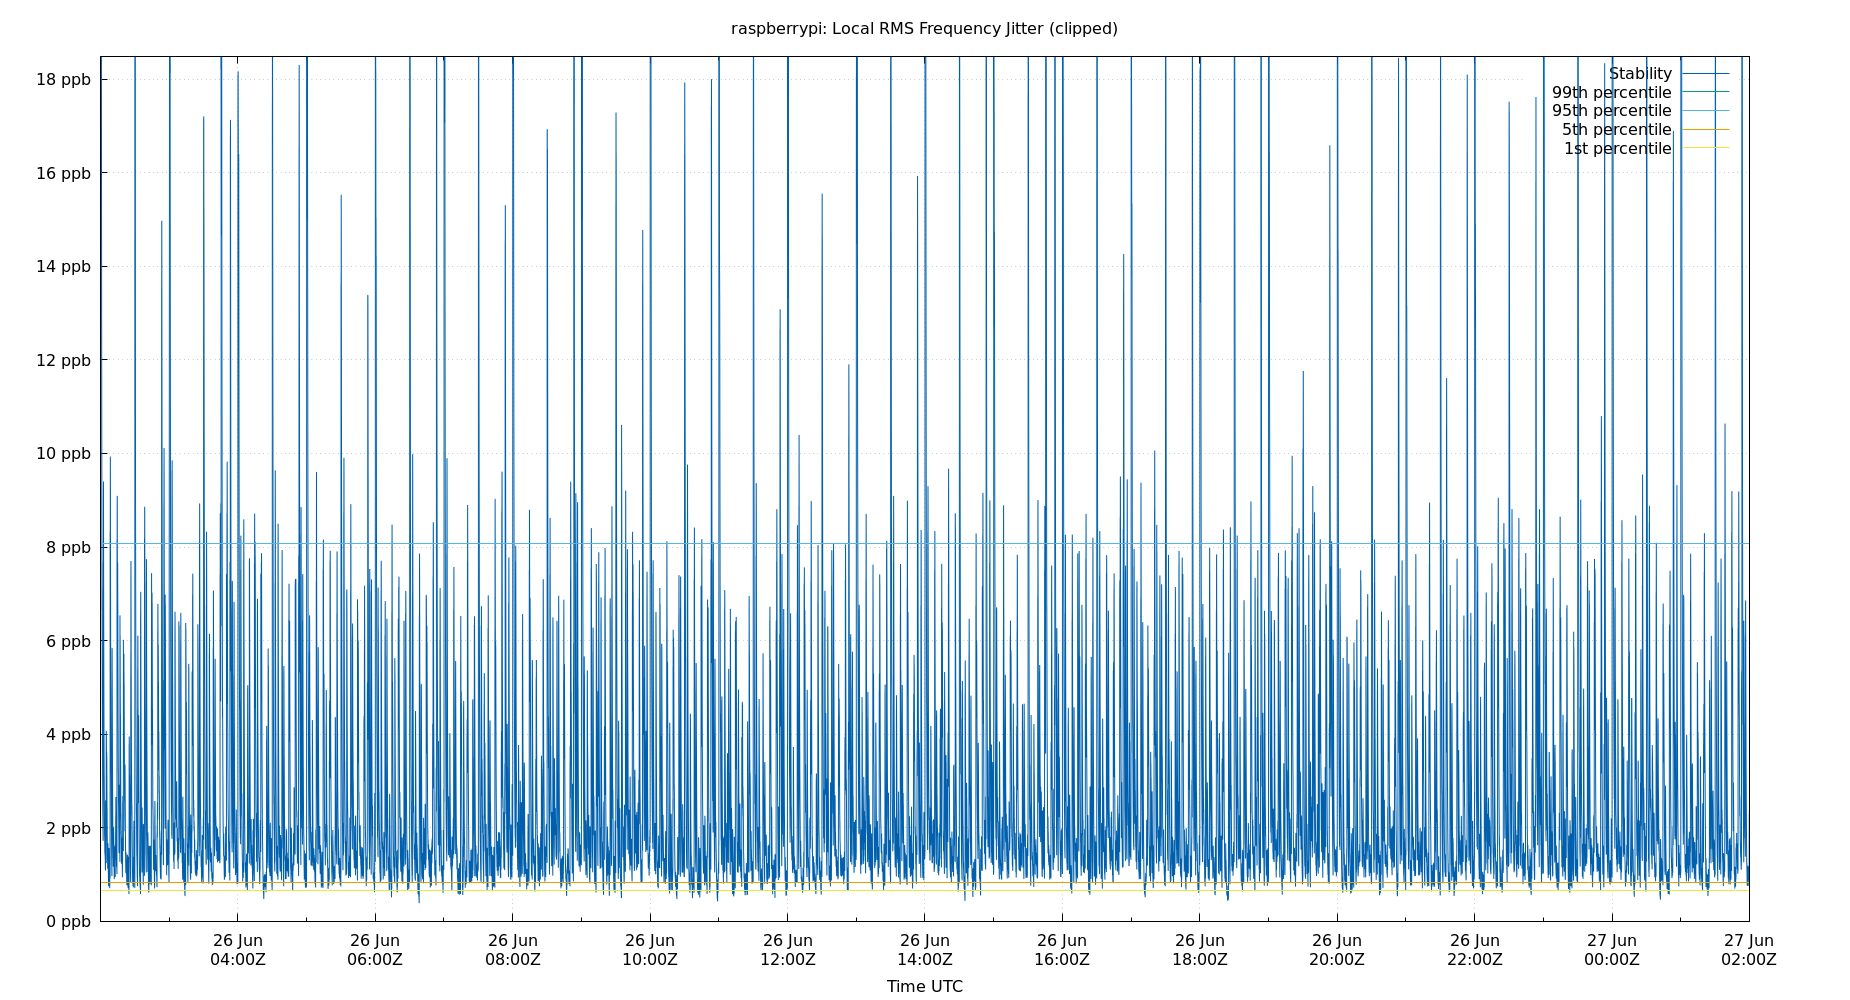 raspberrypi: Local RMS Frequency Jitter (clipped)
18 ppb
16 ppb
14 ppb
12 ppb
10 ppb
8 ppb
6 ppb
4 ppb
2 ppb
0 ppb
Stability
99th percentile
95th percentile
5th percentile
1st percentile
26 Jun 26 Jun 26 Jun 26 Jun 26 Jun 26 Jun 26 Jun 26 Jun 26 Jun 26 Jun 27 Jun 27 Jun
04:00Z 06:00Z 08:00Z 10:00Z 12:00Z 14:00Z 16:00Z 18:00Z 20:00Z 22:00Z 00:00Z 02:00Z
Time UTC